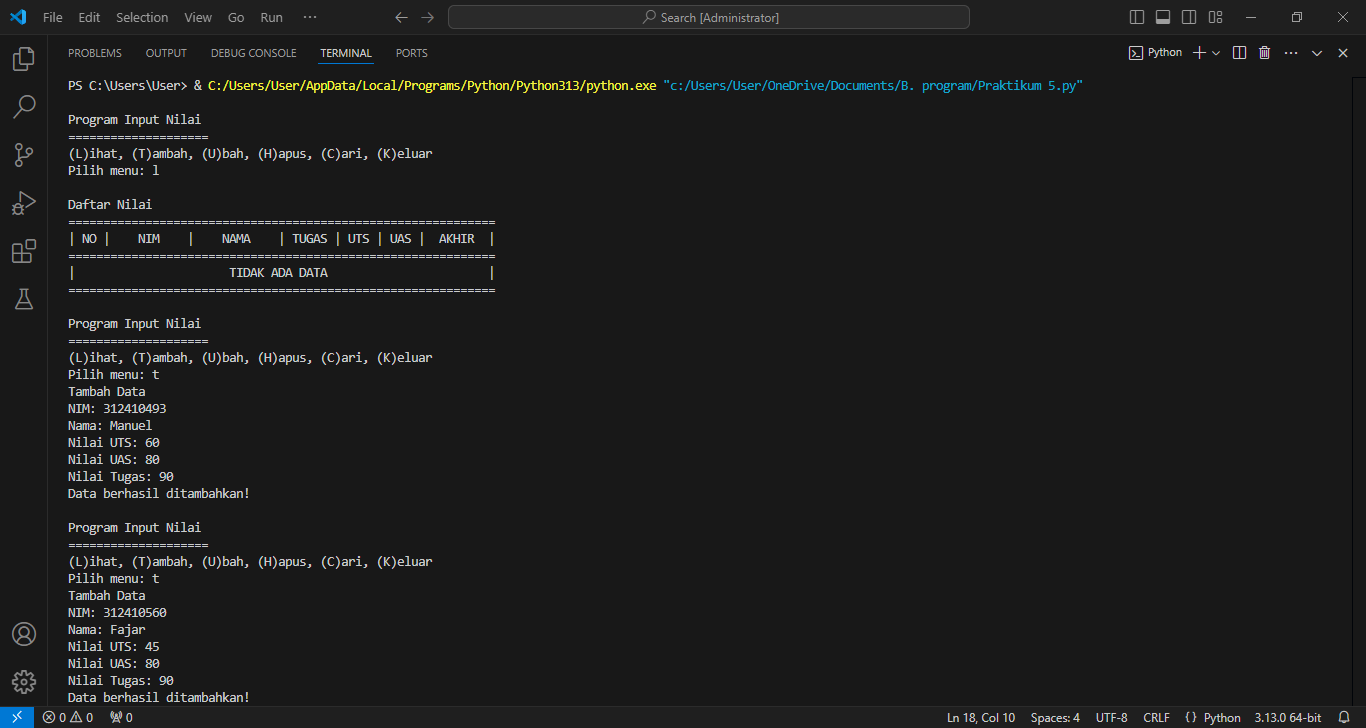 File Edit Selection View Go Run ··· Search [Administrator]
PROBLEMS OUTPUT DEBUG CONSOLE TERMINAL PORTS Python
PS C:\Users\User> & C:/Users/User/AppData/Local/Programs/Python/Python313/python.exe "c:/Users/User/OneDrive/Documents/B. program/Praktikum 5.py"
Program Input Nilai
====================
(L)ihat, (T)ambah, (U)bah, (H)apus, (C)ari, (K)eluar
Pilih menu: l
Daftar Nilai
=============================================================
| NO |    NIM    |    NAMA    | TUGAS | UTS | UAS |  AKHIR  |
=============================================================
|                      TIDAK ADA DATA                       |
=============================================================
Program Input Nilai
====================
(L)ihat, (T)ambah, (U)bah, (H)apus, (C)ari, (K)eluar
Pilih menu: t
Tambah Data
NIM: 312410493
Nama: Manuel
Nilai UTS: 60
Nilai UAS: 80
Nilai Tugas: 90
Data berhasil ditambahkan!
Program Input Nilai
====================
(L)ihat, (T)ambah, (U)bah, (H)apus, (C)ari, (K)eluar
Pilih menu: t
Tambah Data
NIM: 312410560
Nama: Fajar
Nilai UTS: 45
Nilai UAS: 80
Nilai Tugas: 90
Data berhasil ditambahkan!
0 0 0 Ln 18, Col 10 Spaces: 4 UTF-8 CRLF {} Python 3.13.0 64-bit